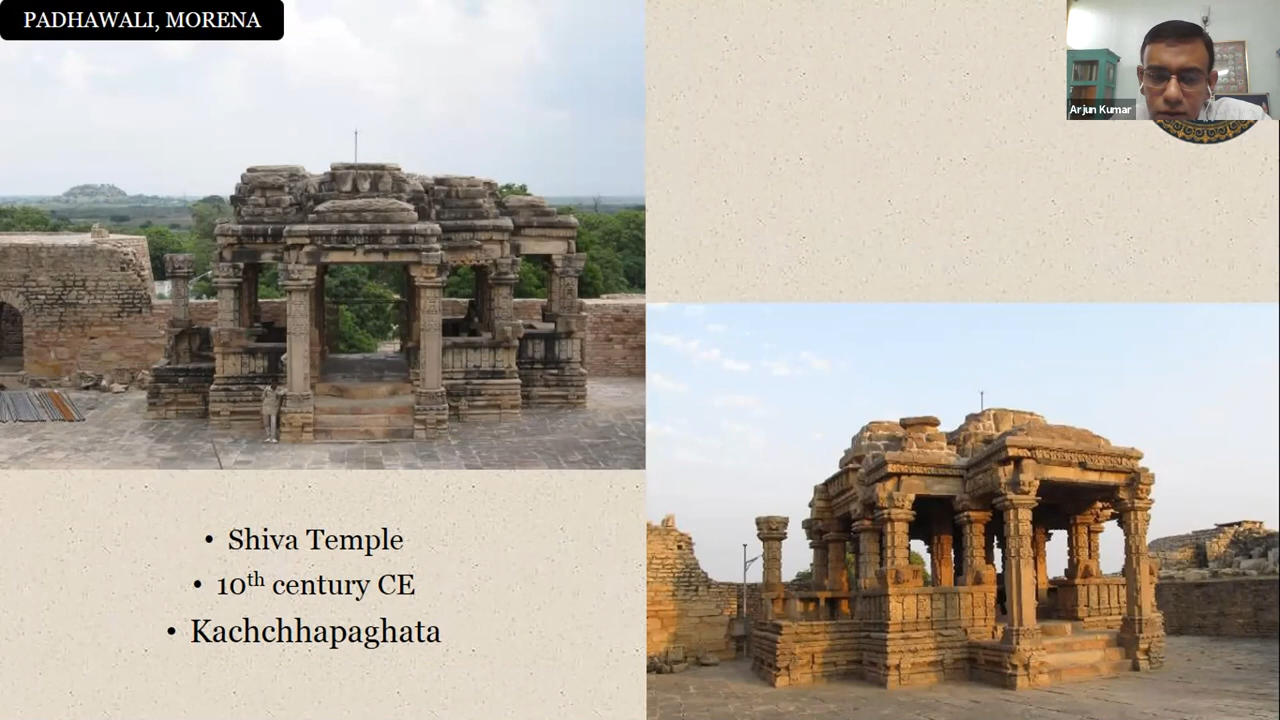 PADHAWALI, MORENA
Arjun Kumar
• Shiva Temple
• 10th century CE
• Kachchhapaghata